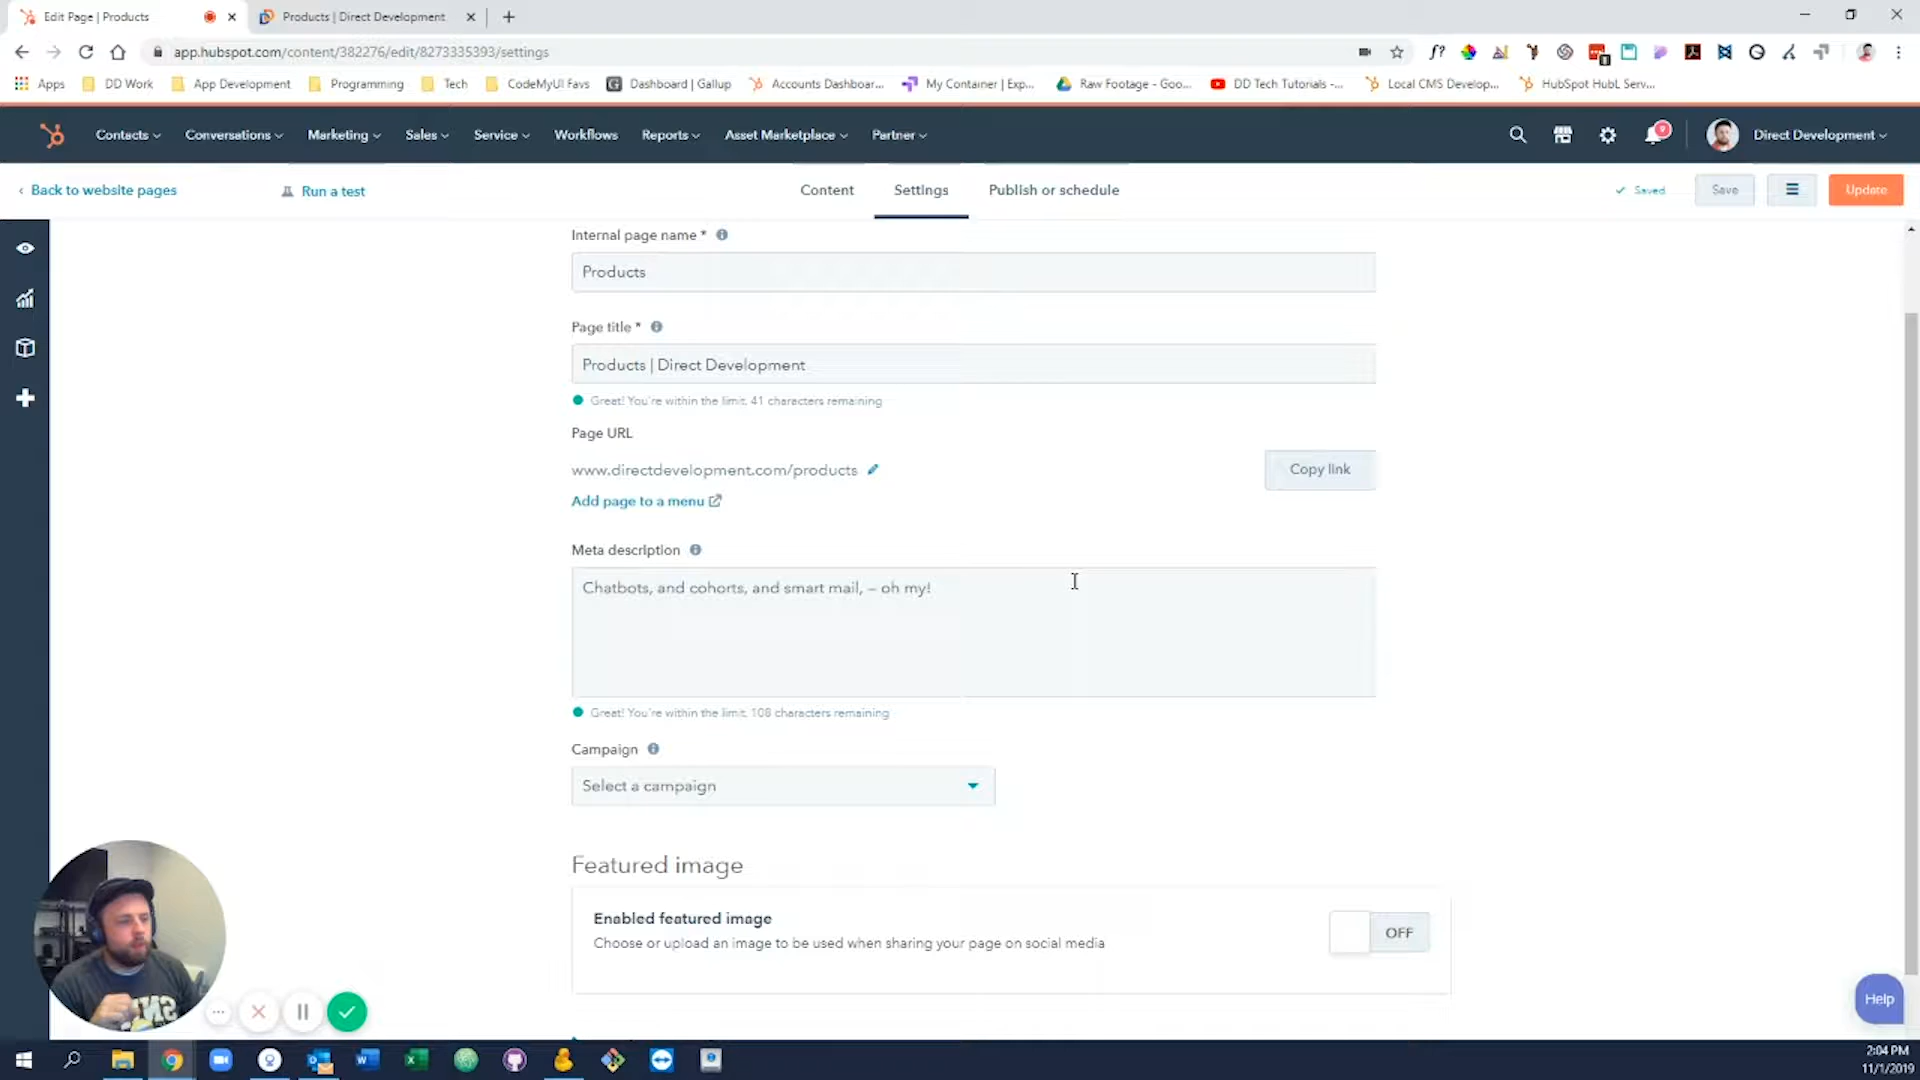 Edit Page | Products
Products | Direct Development
app.hubspot.com/content/382276/edit/8273335393/settings
Apps
DD Work
App Development
Programming
Tech
CodeMyUI Favs
Dashboard | Gallup
Accounts Dashboar...
My Container | Exp...
Raw Footage - Goo...
DD Tech Tutorials -...
Local CMS Develop...
HubSpot HubL Serv...
Contacts
Conversations
Marketing
Sales
Service
Workflows
Reports
Asset Marketplace
Partner
9
Direct Development
Back to website pages
Run a test
Content
Settings
Publish or schedule
Saved
Save
Update
Internal page name *
Products
Page title *
Products | Direct Development
Great! You're within the limit. 41 characters remaining
Page URL
www.directdevelopment.com/products
Copy link
Add page to a menu
Meta description
Chatbots, and cohorts, and smart mail, – oh my!
Great! You're within the limit. 108 characters remaining
Campaign
Select a campaign
Featured image
Enabled featured image
Choose or upload an image to be used when sharing your page on social media
OFF
Help
2:04 PM
11/1/2019